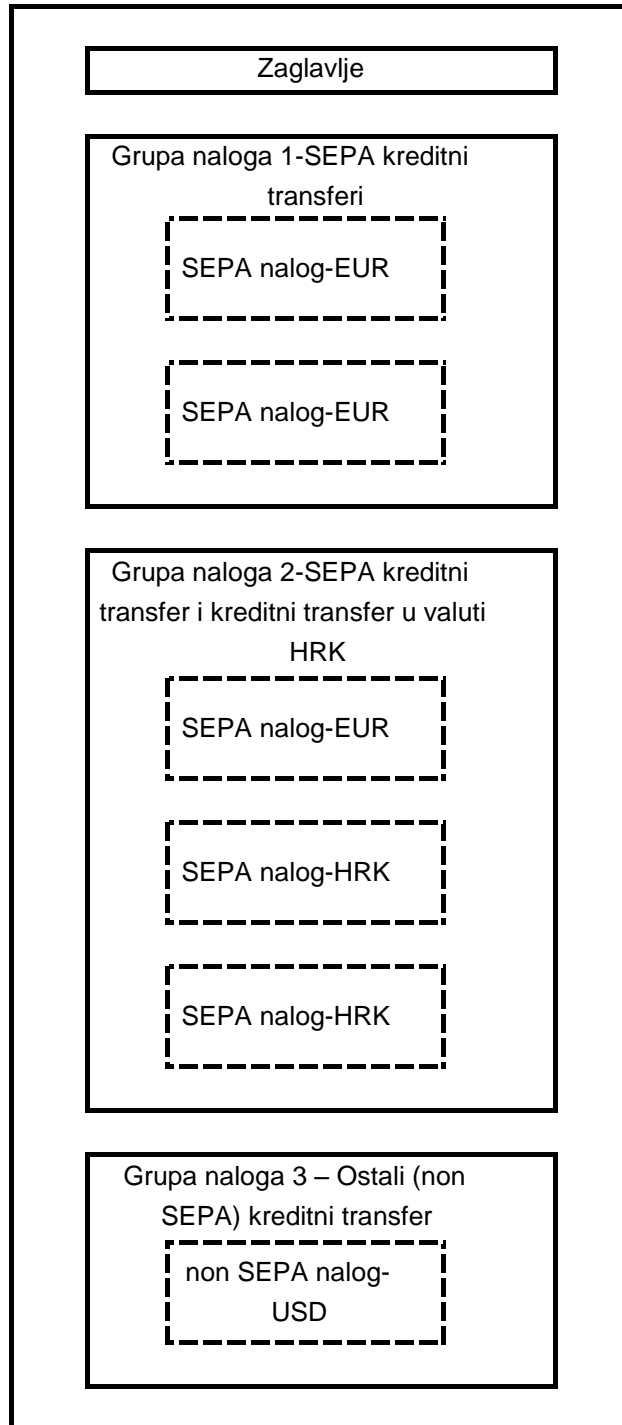 Zaglavlje
Grupa naloga 1-SEPA kreditni
transferi
SEPA nalog-EUR
SEPA nalog-EUR
Grupa naloga 2-SEPA kreditni
transfer i kreditni transfer u valuti
HRK
SEPA nalog-EUR
SEPA nalog-HRK
SEPA nalog-HRK
Grupa naloga 3 – Ostali (non
SEPA) kreditni transfer
non SEPA nalog-
USD